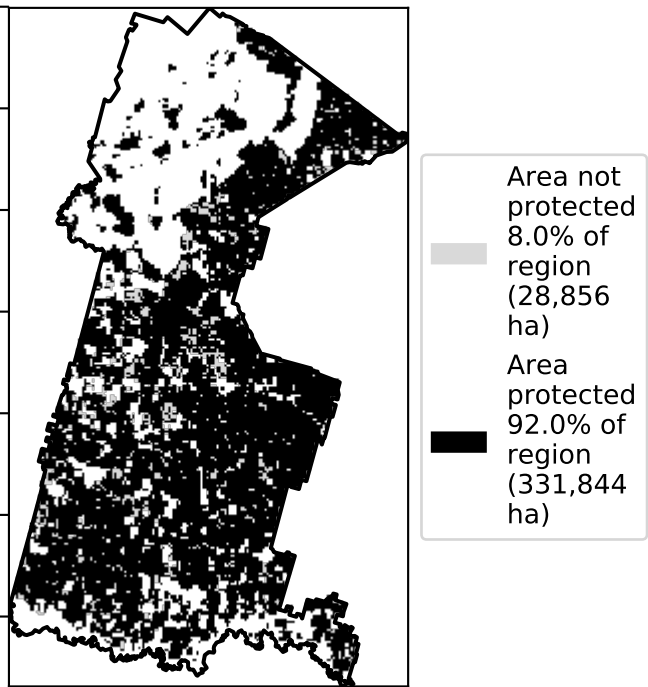 Area not
protected
8.0% of
region
(28,856
ha)
Area
protected
92.0% of
region
(331,844
ha)